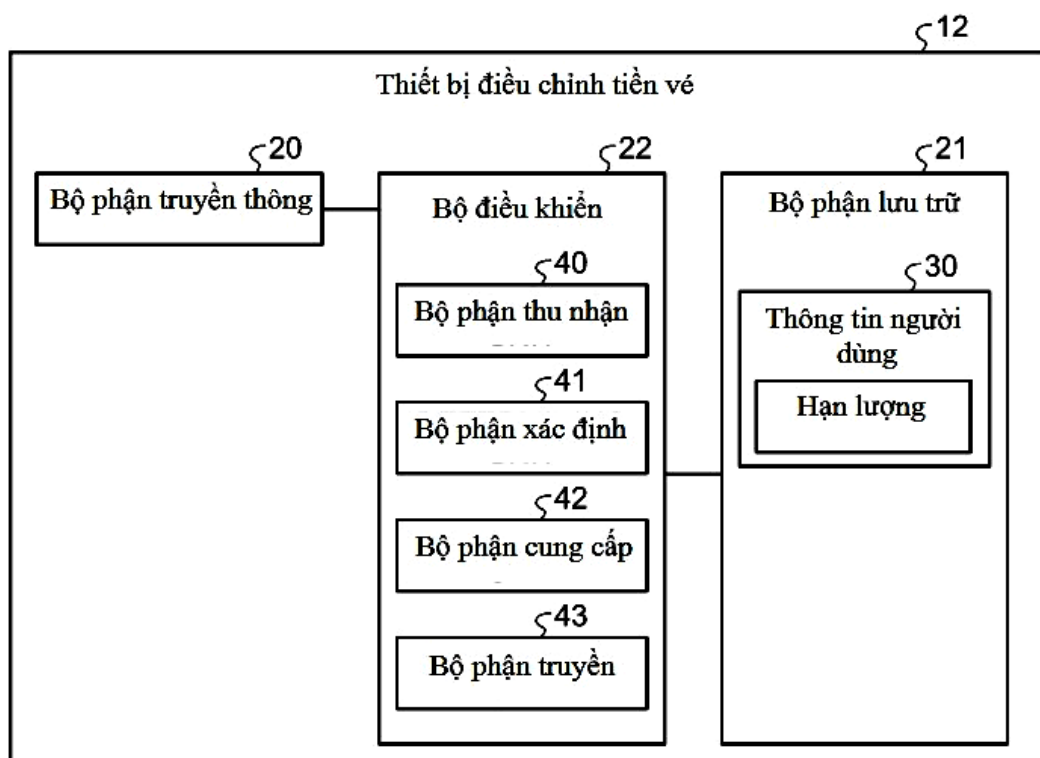 12
Thiết bị điều chỉnh tiền vé
20
Bộ phận truyền thông
22
Bộ điều khiển
40
Bộ phận thu nhận
41
Bộ phận xác định
42
Bộ phận cung cấp
43
Bộ phận truyền
21
Bộ phận lưu trữ
30
Thông tin người
dùng
Hạn lượng